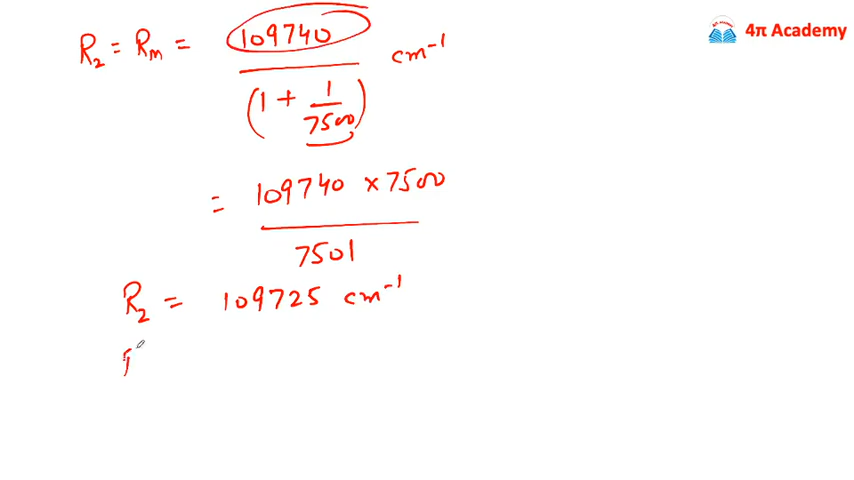 4π Academy
R₂ = Rₘ = 109740 / (1 + 1/7500) cm⁻¹
= 109740 × 7500 / 7501
R₂ = 109725 cm⁻¹